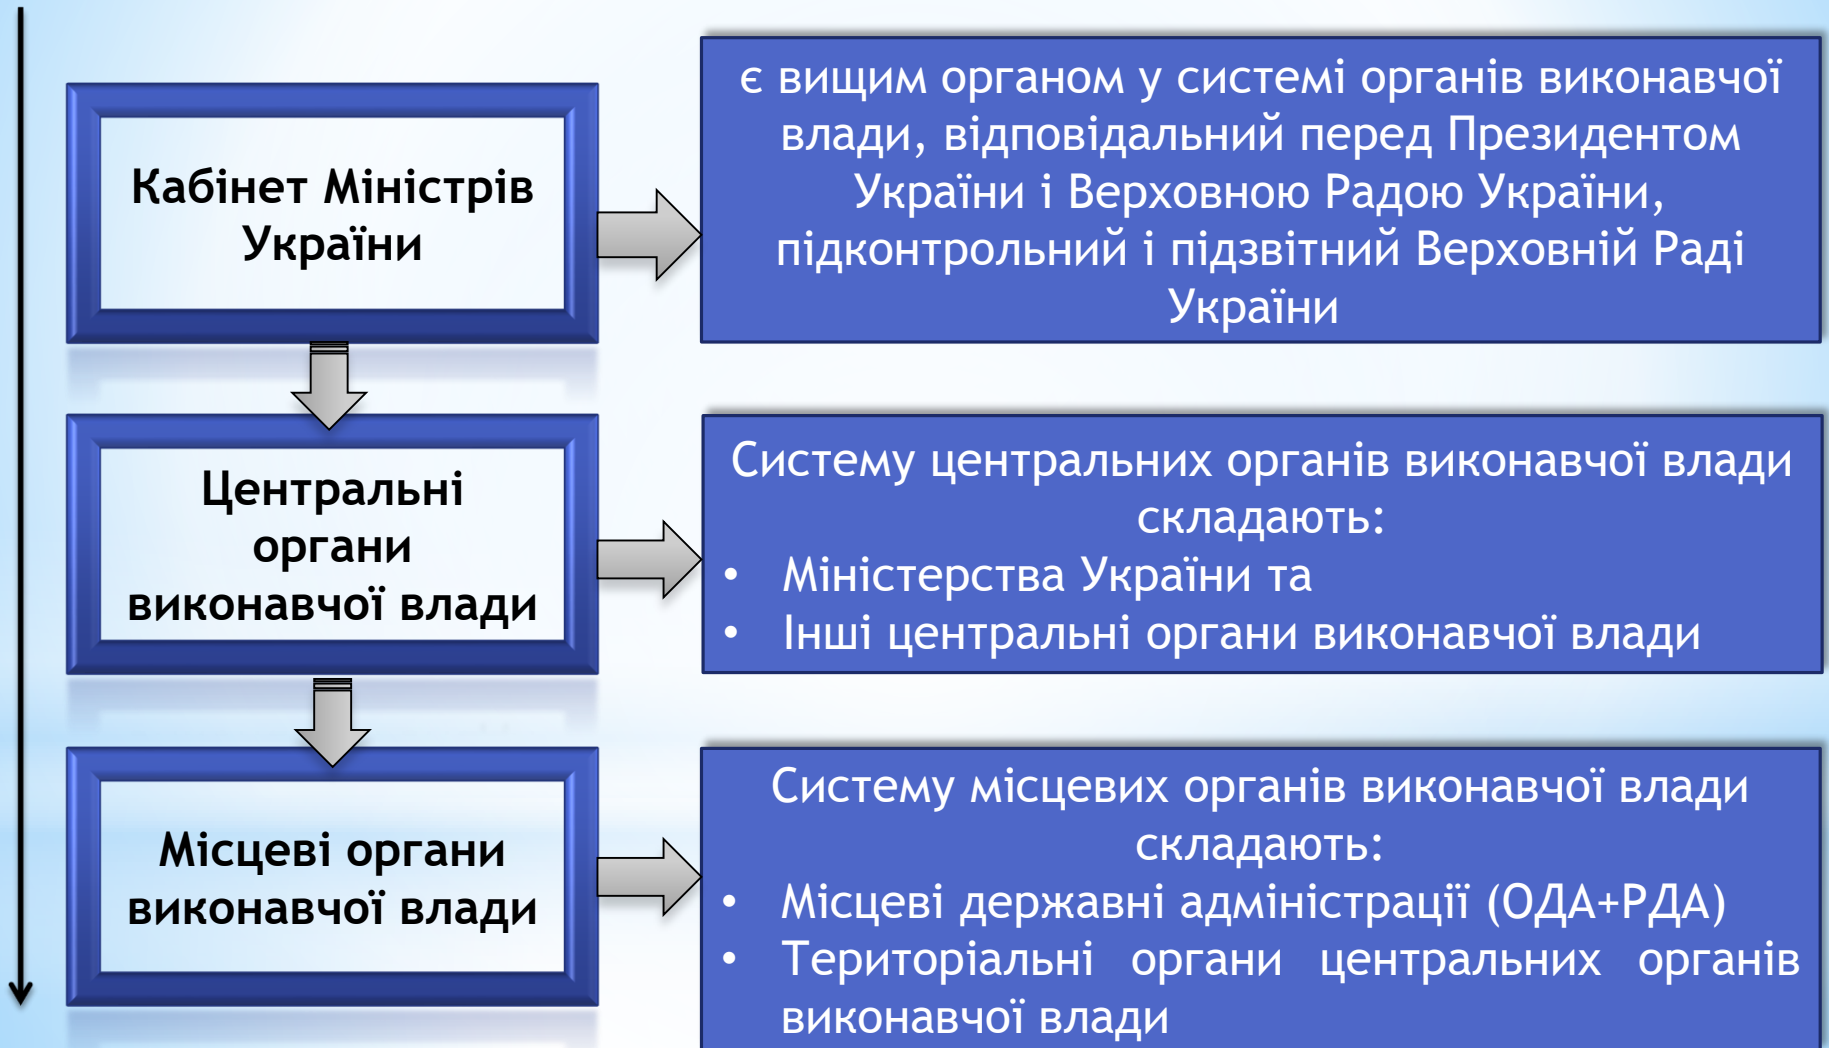 Кабінет Міністрів
України
є вищим органом у системі органів виконавчої
влади, відповідальний перед Президентом
України і Верховною Радою України,
підконтрольний і підзвітний Верховній Раді
України
Центральні
органи
виконавчої влади
Систему центральних органів виконавчої влади
складають:
• Міністерства України та
• Інші центральні органи виконавчої влади
Місцеві органи
виконавчої влади
Систему місцевих органів виконавчої влади
складають:
• Місцеві державні адміністрації (ОДА+РДА)
• Територіальні органи центральних органів
виконавчої влади